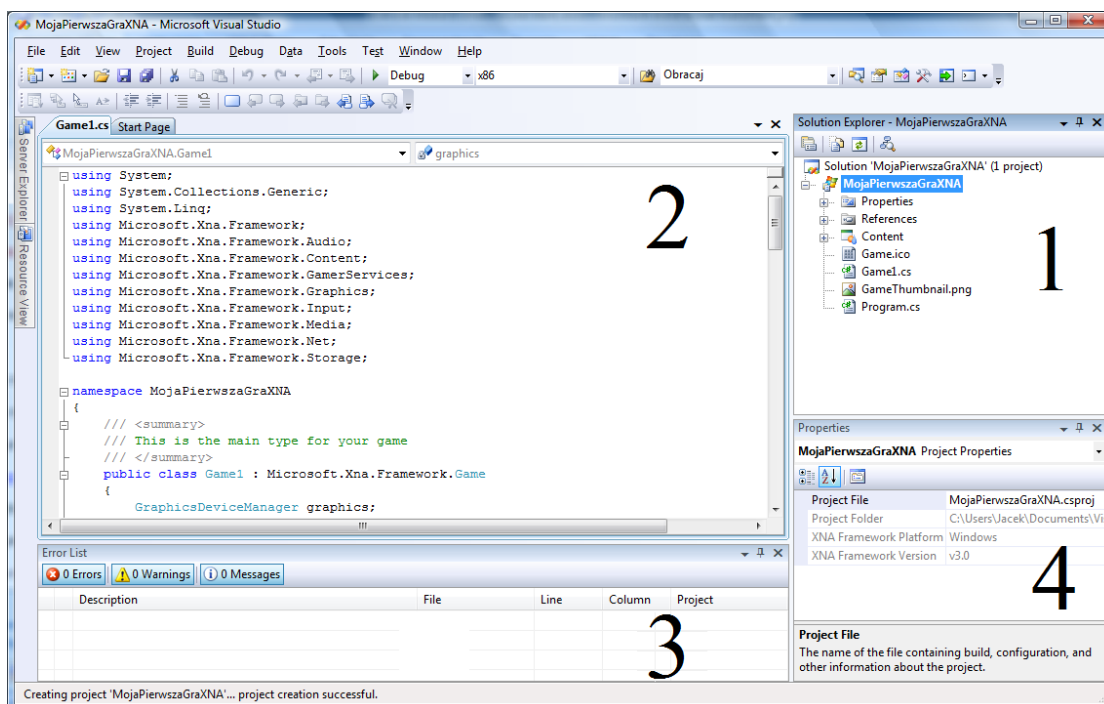 MojaPierwszaGraXNA - Microsoft Visual Studio
File Edit View Project Build Debug Data Tools Test Window Help
Debug x86 Obracaj
Server Explorer
Resource View
Game1.cs Start Page
MojaPierwszaGraXNA.Game1 graphics
using System;
using System.Collections.Generic;
using System.Linq;
using Microsoft.Xna.Framework;
using Microsoft.Xna.Framework.Audio;
using Microsoft.Xna.Framework.Content;
using Microsoft.Xna.Framework.GamerServices;
using Microsoft.Xna.Framework.Graphics;
using Microsoft.Xna.Framework.Input;
using Microsoft.Xna.Framework.Media;
using Microsoft.Xna.Framework.Net;
using Microsoft.Xna.Framework.Storage;
namespace MojaPierwszaGraXNA
{
/// <summary>
/// This is the main type for your game
/// </summary>
public class Game1 : Microsoft.Xna.Framework.Game
{
GraphicsDeviceManager graphics;
2
Solution Explorer - MojaPierwszaGraXNA
Solution 'MojaPierwszaGraXNA' (1 project)
MojaPierwszaGraXNA
Properties
References
Content
Game.ico
Game1.cs
GameThumbnail.png
Program.cs
1
Error List
0 Errors 0 Warnings 0 Messages
Description File Line Column Project
3
Properties
MojaPierwszaGraXNA Project Properties
Project File MojaPierwszaGraXNA.csproj
Project Folder C:\Users\Jacek\Documents\Vi
XNA Framework Platform Windows
XNA Framework Version v3.0
4
Project File
The name of the file containing build, configuration, and
other information about the project.
Creating project 'MojaPierwszaGraXNA'... project creation successful.